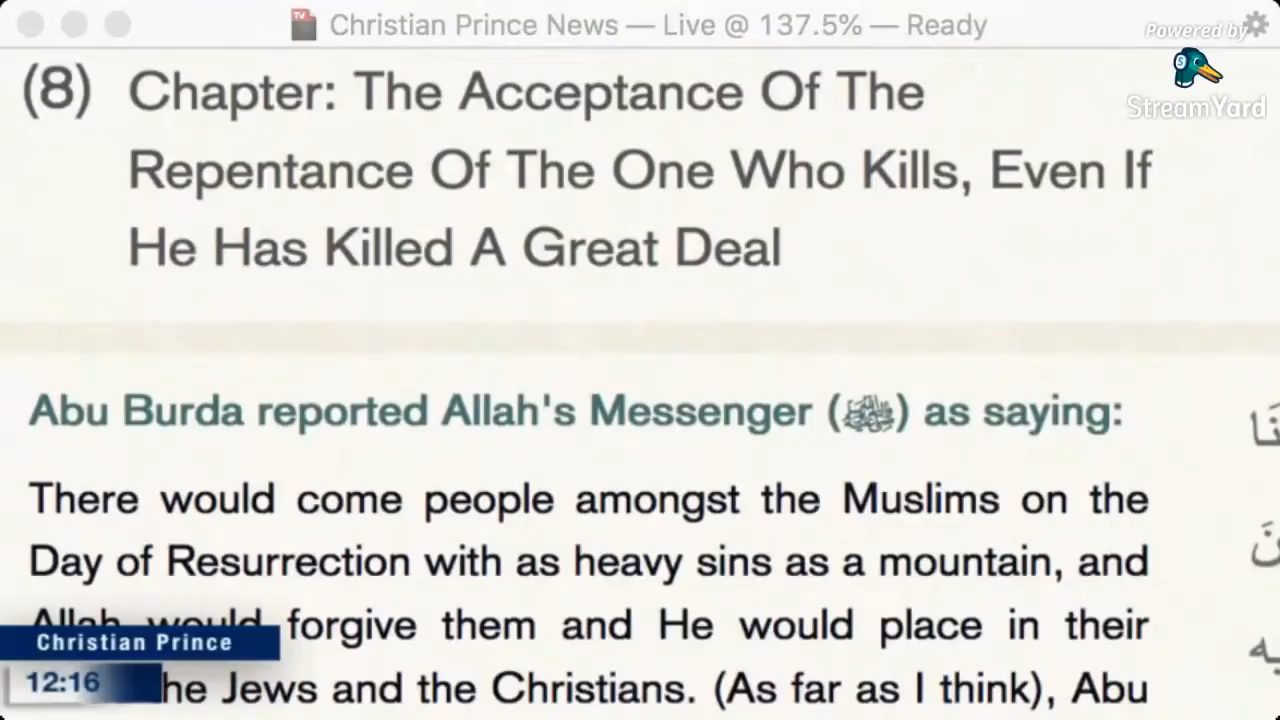 Christian Prince News — Live @ 137.5% — Ready
Powered by
StreamYard
(8) Chapter: The Acceptance Of The
Repentance Of The One Who Kills, Even If
He Has Killed A Great Deal
Abu Burda reported Allah's Messenger (ﷺ) as saying:
There would come people amongst the Muslims on the
Day of Resurrection with as heavy sins as a mountain, and
Allah would forgive them and He would place in their
he Jews and the Christians. (As far as I think), Abu
Christian Prince
12:16